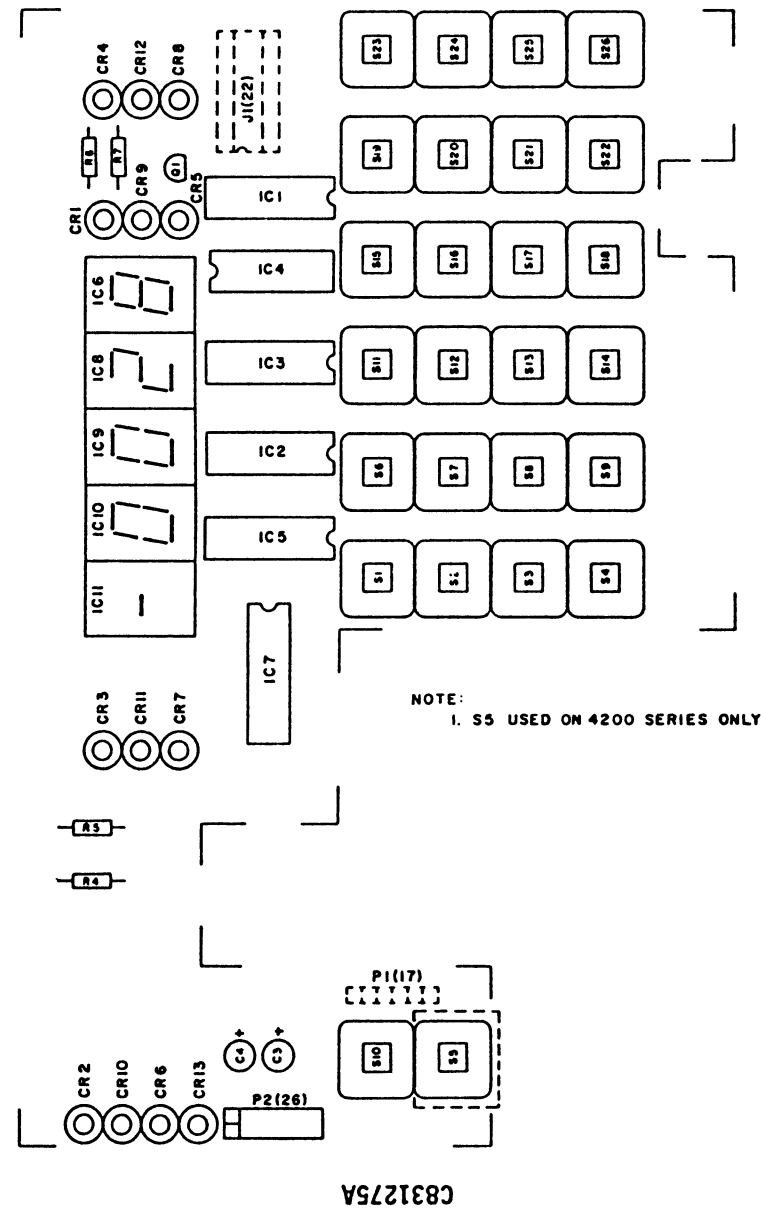 CR4
CR12
CR8
J1(22)
S23
S24
S25
S26
R6
R7
CR9
Q1
CR5
CR1
IC1
S19
S20
S21
S22
IC6
IC4
S15
S16
S17
S18
IC8
IC3
S11
S12
S13
S14
IC9
IC2
S6
S7
S8
S9
IC10
IC5
S1
S2
S3
S4
IC11
IC7
CR3
CR11
CR7
NOTE:
1. S5 USED ON 4200 SERIES ONLY
R5
R4
P1(17)
C4
+
C3
+
S10
S5
CR2
CR10
CR6
CR13
P2(26)
C831275A